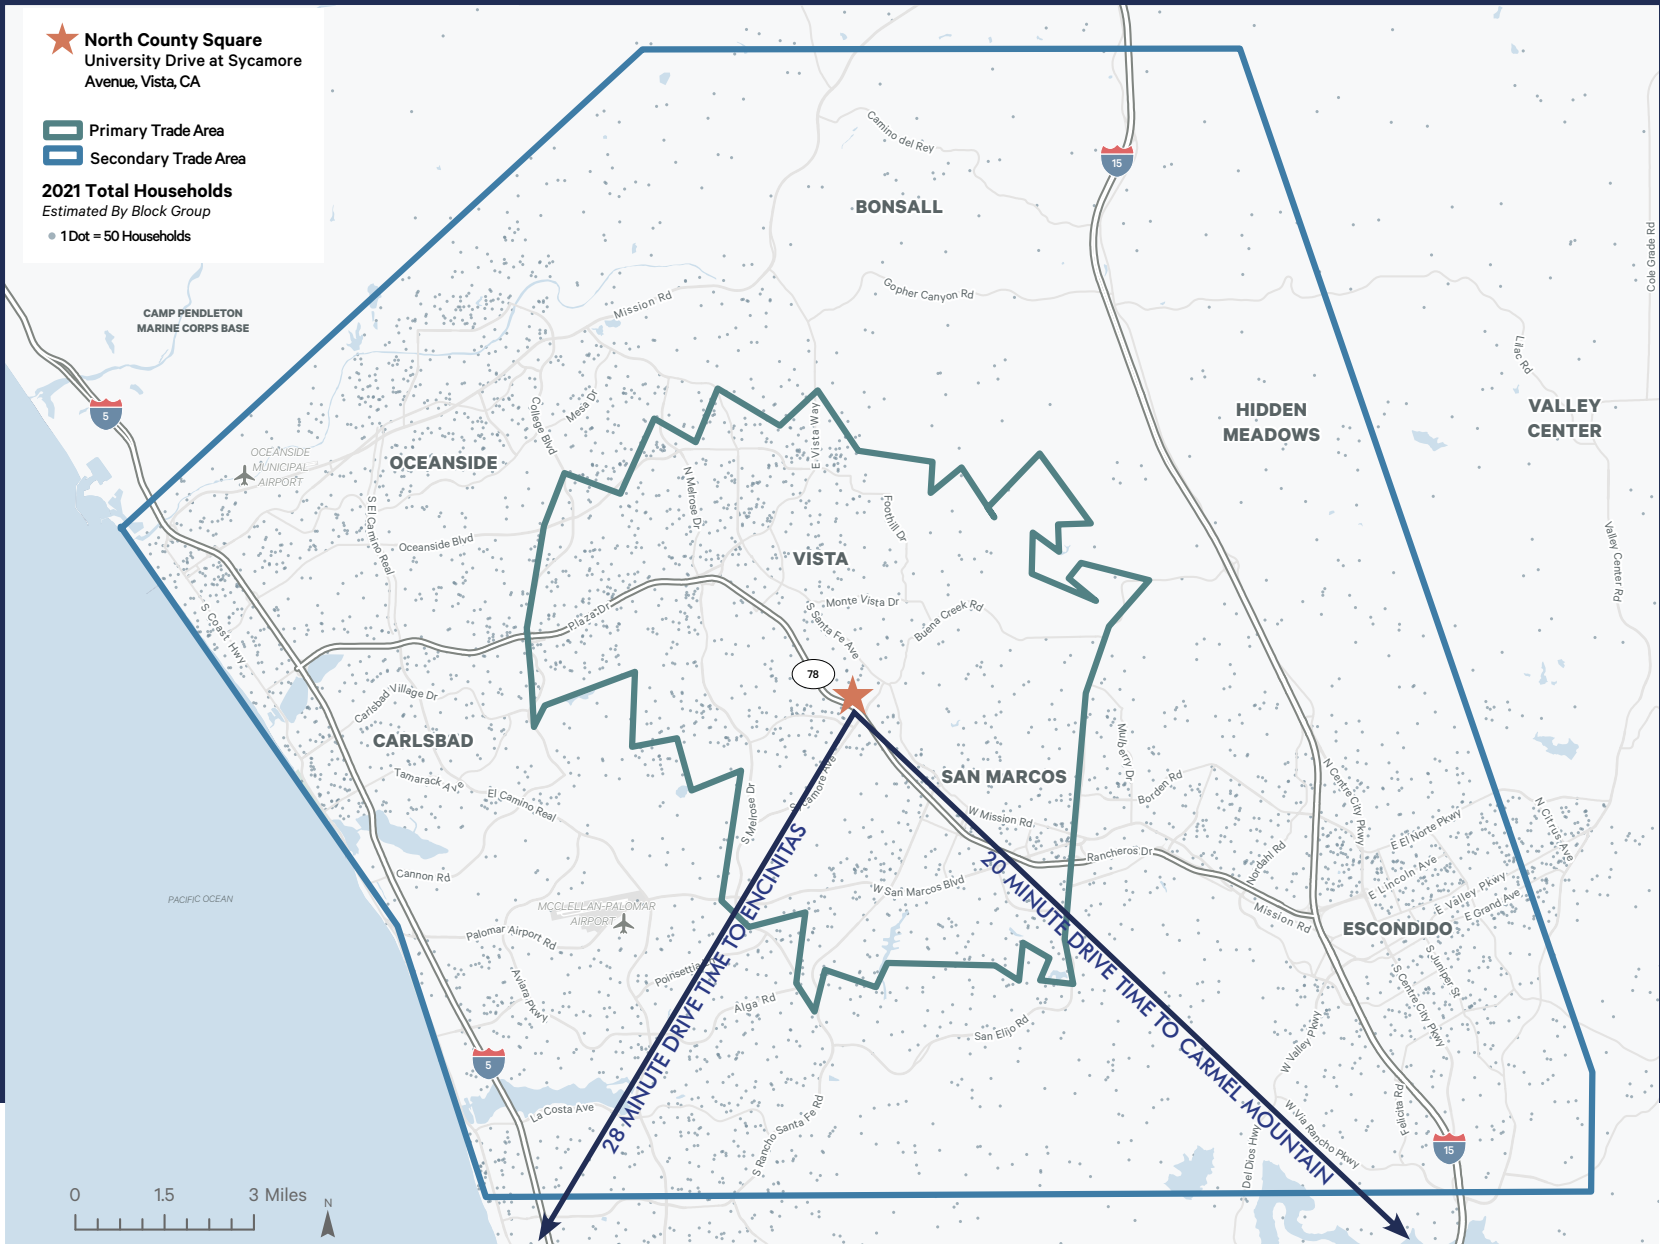 North County Square
University Drive at Sycamore
Avenue, Vista, CA
Primary Trade Area
Secondary Trade Area
2021 Total Households
Estimated By Block Group
1 Dot = 50 Households
Camino del Rey
15
BONSALL
Cole Grade Rd
Gopher Canyon Rd
Mission Rd
CAMP PENDLETON
MARINE CORPS BASE
Lilac Rd
5
College Blvd
Mesa Dr
E Vista Way
HIDDEN
MEADOWS
VALLEY
CENTER
OCEANSIDE
MUNICIPAL
AIRPORT
OCEANSIDE
N Melrose Dr
Foothill Dr
S El Camino Real
Oceanside Blvd
Valley Center Rd
VISTA
S Coast Hwy
Plaza Dr
Monte Vista Dr
S Santa Fe Ave
Buena Creek Rd
78
Carlsbad Village Dr
CARLSBAD
Mulberry Dr
SAN MARCOS
Tamarack Ave
El Camino Real
S Melrose Dr
Borden Rd
N Centre City Pkwy
N Citrus Ave
W Mission Rd
E El Norte Pkwy
Rancheros Dr
Nordahl Rd
E Lincoln Ave
Cannon Rd
W San Marcos Blvd
E Valley Pkwy
E Grand Ave
PACIFIC OCEAN
MCCLELLAN-PALOMAR
AIRPORT
Mission Rd
ESCONDIDO
Palomar Airport Rd
S Juniper St
Poinsettia
Aviara Pkwy
Alga Rd
S Centre City Pkwy
San Elijo Rd
W Valley Pkwy
28 MINUTE DRIVE TIME TO ENCINITAS
20 MINUTE DRIVE TIME TO CARMEL MOUNTAIN
5
La Costa Ave
S Rancho Santa Fe Rd
Felicita Rd
W Via Rancho Pkwy
Del Dios Hwy
15
0 1.5 3 Miles
N